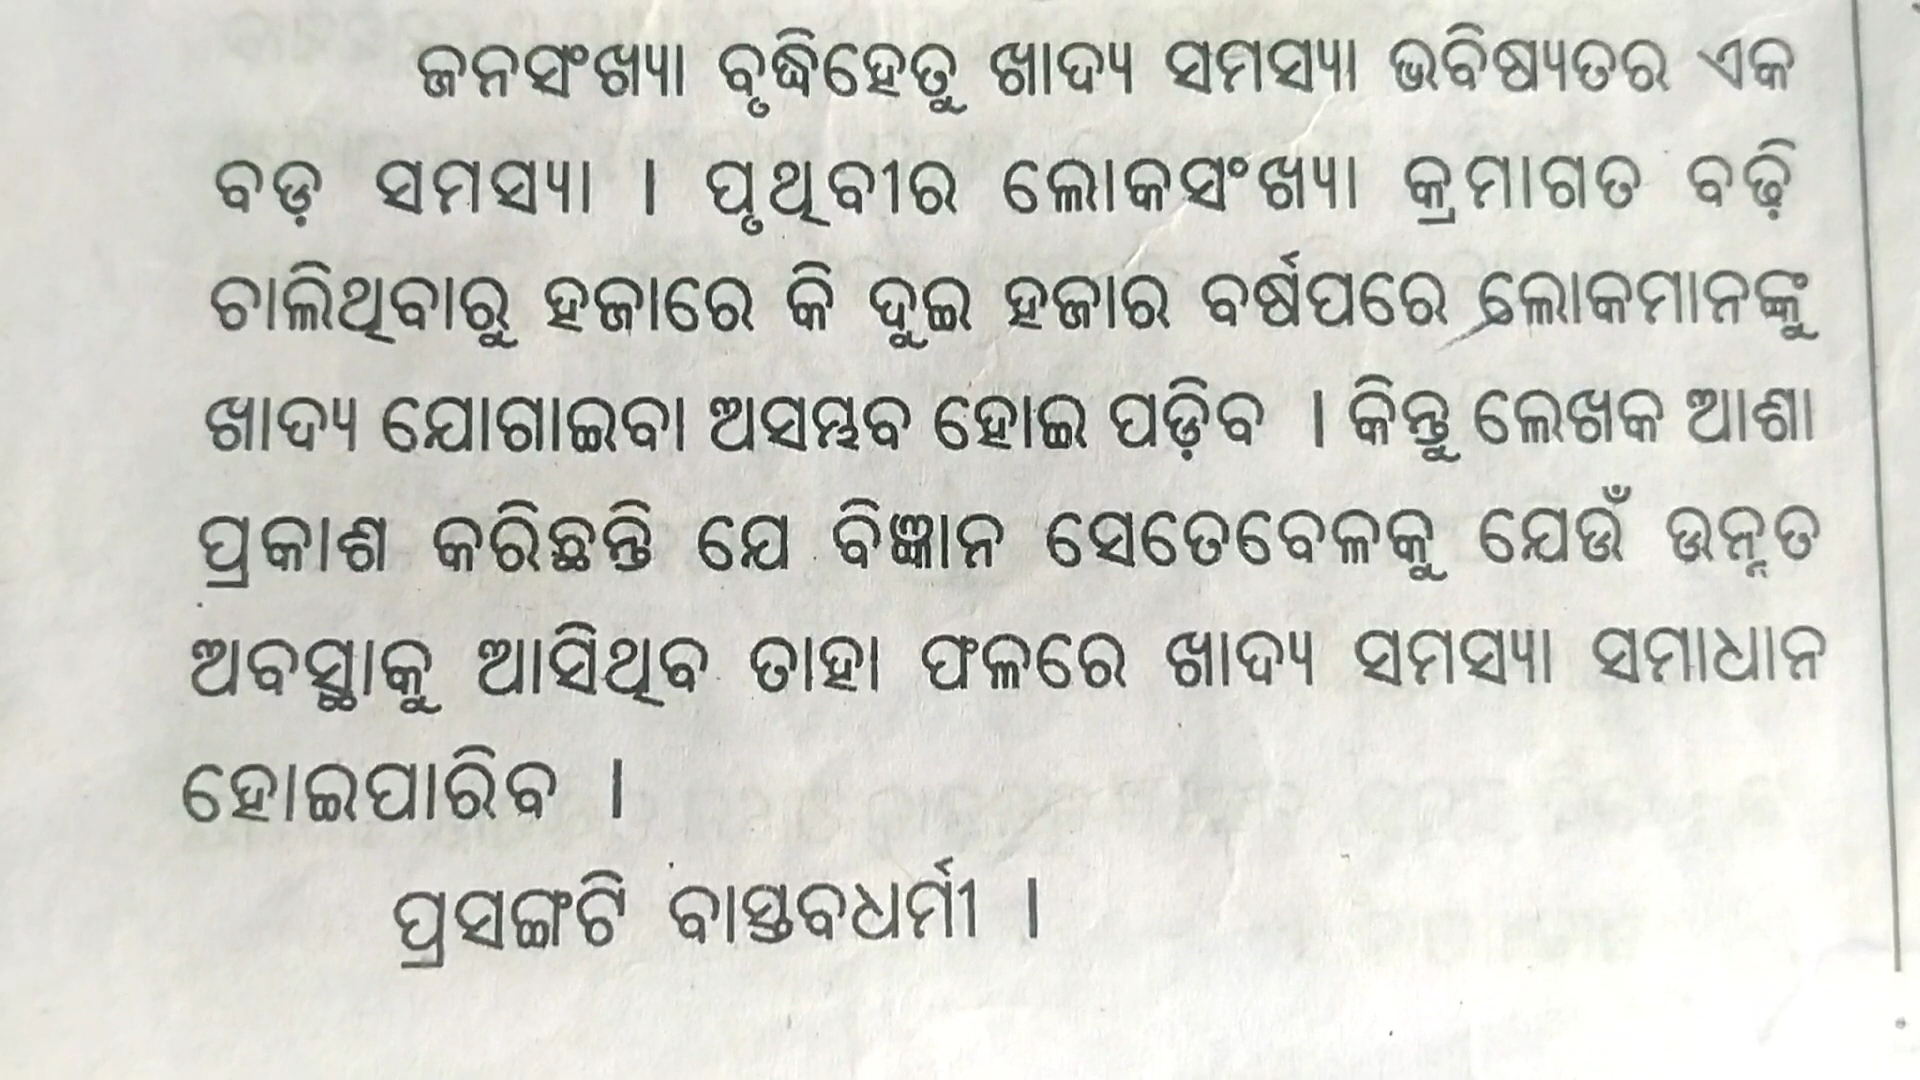 ଜନସଂଖ୍ୟା ବୃଦ୍ଧିହେତୁ ଖାଦ୍ୟ ସମସ୍ୟା ଭବିଷ୍ୟତର ଏକ
ବଡ଼ ସମସ୍ୟା । ପୃଥିବୀର ଲୋକସଂଖ୍ୟା କ୍ରମାଗତ ବଢ଼ି
ଚାଲିଥିବାରୁ ହଜାରେ କି ଦୁଇ ହଜାର ବର୍ଷପରେ ଲୋକମାନଙ୍କୁ
ଖାଦ୍ୟ ଯୋଗାଇବା ଅସମ୍ଭବ ହୋଇ ପଡ଼ିବ । କିନ୍ତୁ ଲେଖକ ଆଶା
ପ୍ରକାଶ କରିଛନ୍ତି ଯେ ବିଜ୍ଞାନ ସେତେବେଳକୁ ଯେଉଁ ଉନ୍ନତ
ଅବସ୍ଥାକୁ ଆସିଥିବ ତାହା ଫଳରେ ଖାଦ୍ୟ ସମସ୍ୟା ସମାଧାନ
ହୋଇପାରିବ ।
ପ୍ରସଙ୍ଗଟି ବାସ୍ତବଧର୍ମୀ ।